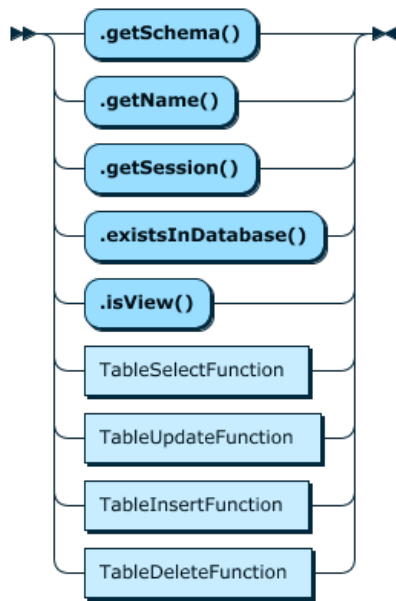 .getSchema()
.getName()
.getSession()
.existsInDatabase()
.isView()
TableSelectFunction
TableUpdateFunction
TableInsertFunction
TableDeleteFunction